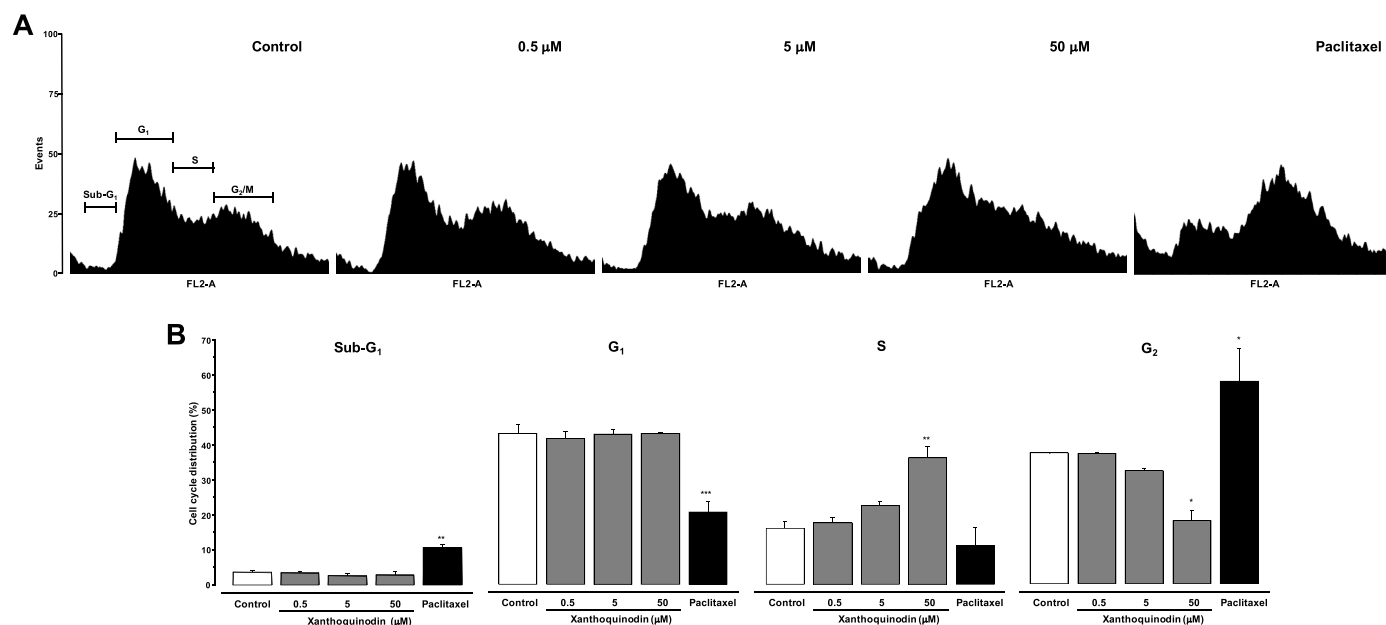 A
Control
0.5 µM
5 µM
50 µM
Paclitaxel
100
75
50
25
0
Events
Sub-G₁
G₁
S
G₂/M
FL2-A
FL2-A
FL2-A
FL2-A
FL2-A
B
Sub-G₁
G₁
S
G₂
70
60
50
40
30
20
10
0
Cell cycle distribution (%)
**
***
**
*
*
Control 0.5 5 50 Paclitaxel
Xanthoquinodin (µM)
Control 0.5 5 50 Paclitaxel
Xanthoquinodin (µM)
Control 0.5 5 50 Paclitaxel
Xanthoquinodin (µM)
Control 0.5 5 50 Paclitaxel
Xanthoquinodin (µM)